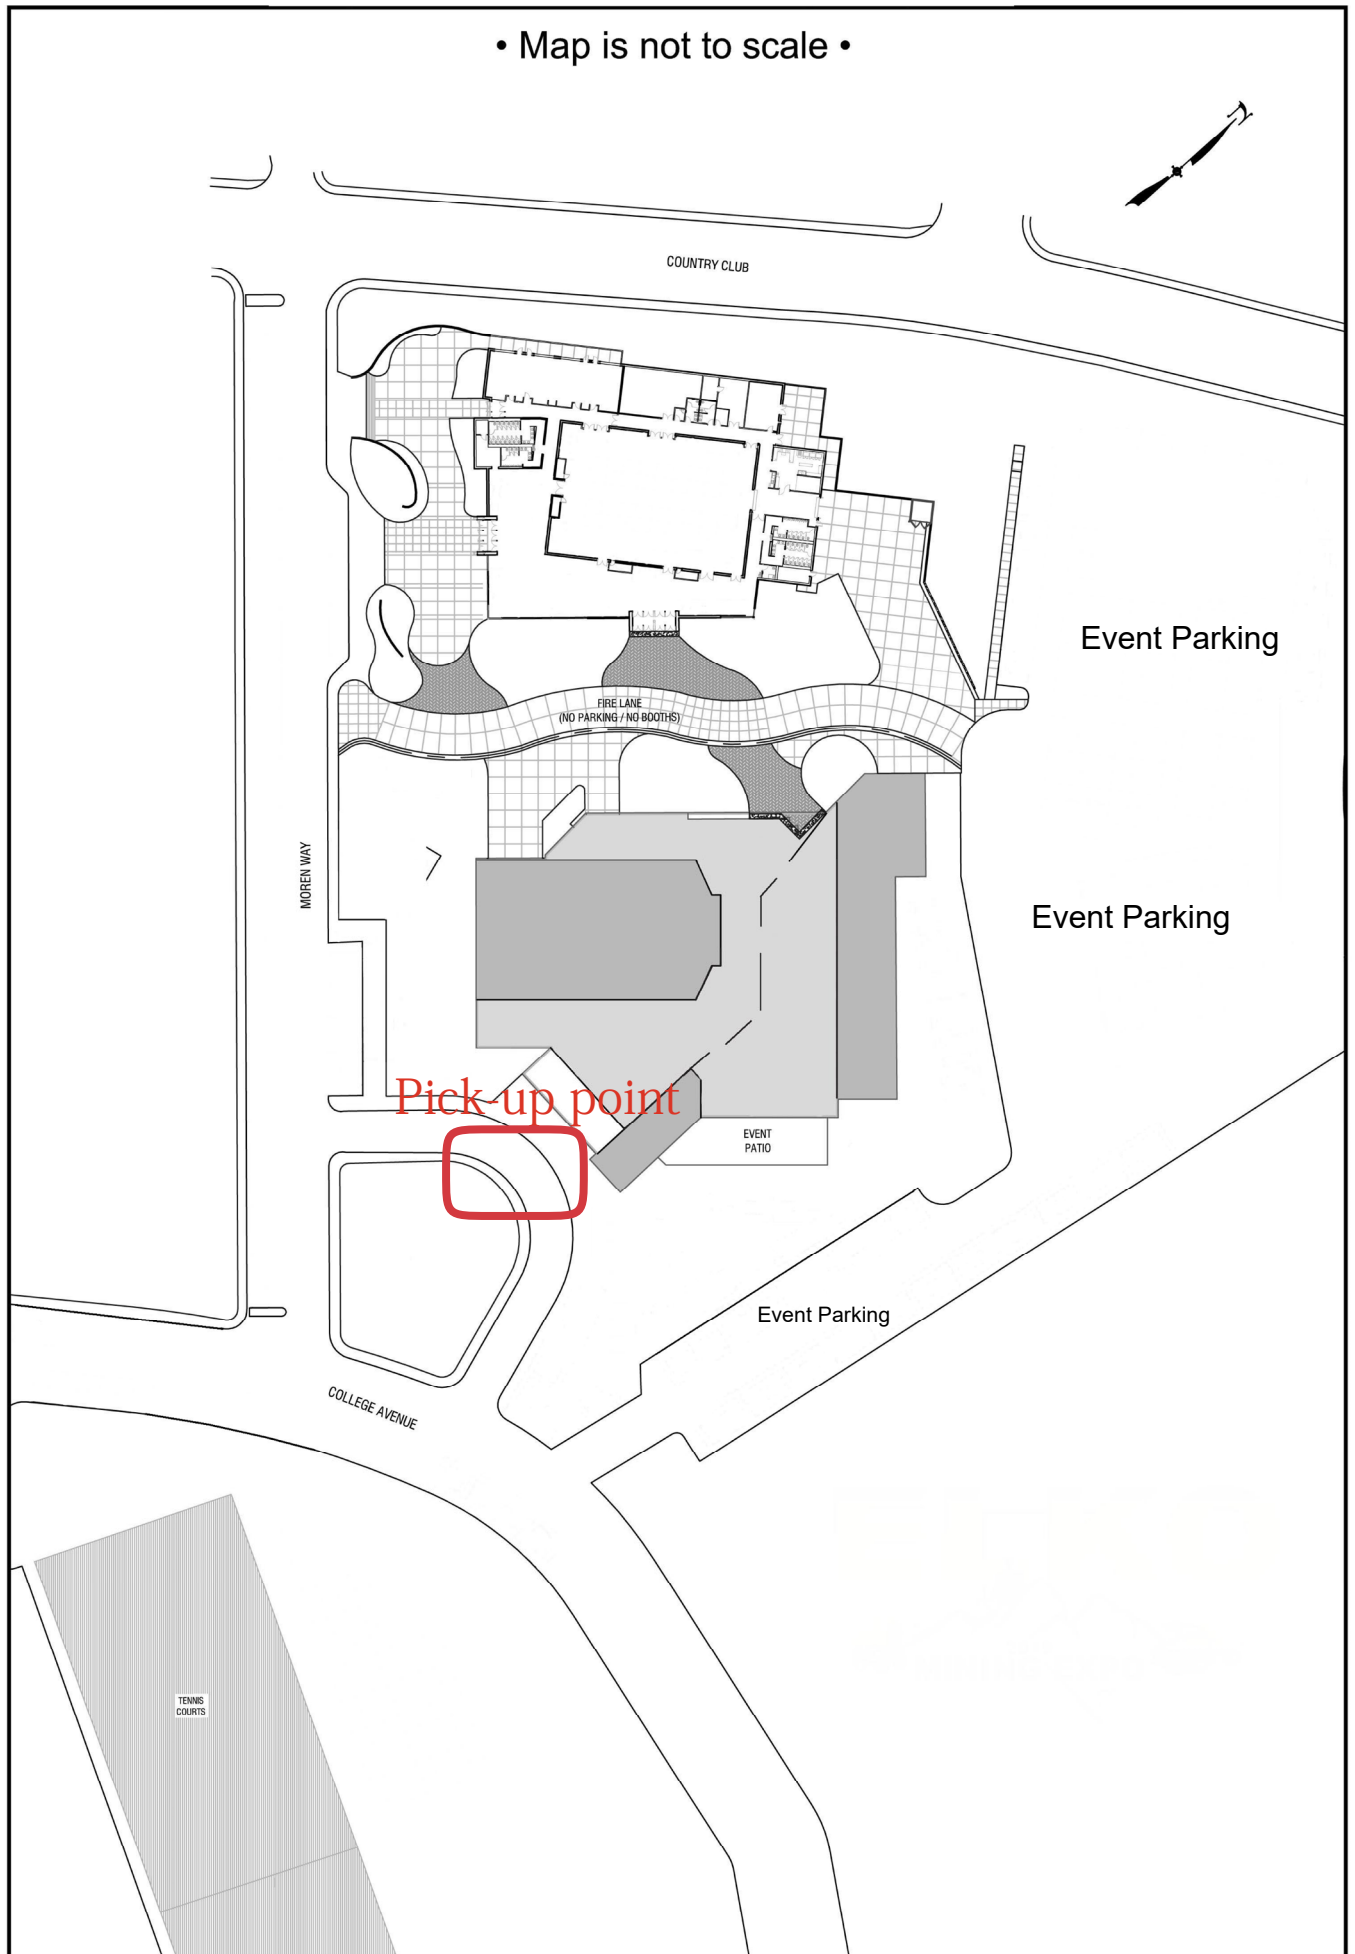 • Map is not to scale •
N
COUNTRY CLUB
Event Parking
FIRE LANE
(NO PARKING / NO BOOTHS)
MOREN WAY
Event Parking
Pick-up point
EVENT
PATIO
Event Parking
COLLEGE AVENUE
TENNIS
COURTS